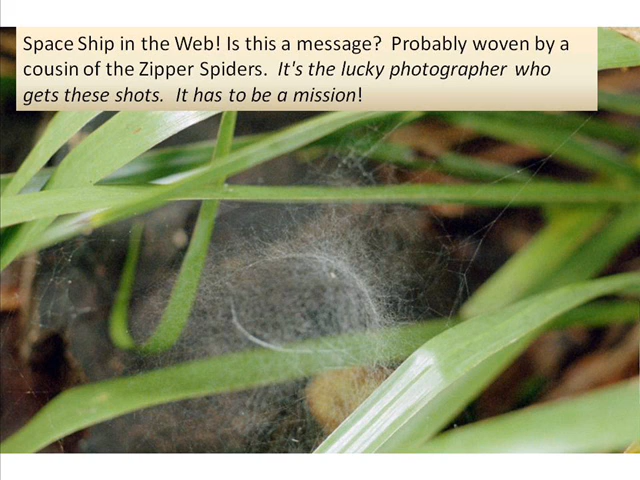 Space Ship in the Web! Is this a message?  Probably woven by a
cousin of the Zipper Spiders.  It's the lucky photographer who
gets these shots.  It has to be a mission!